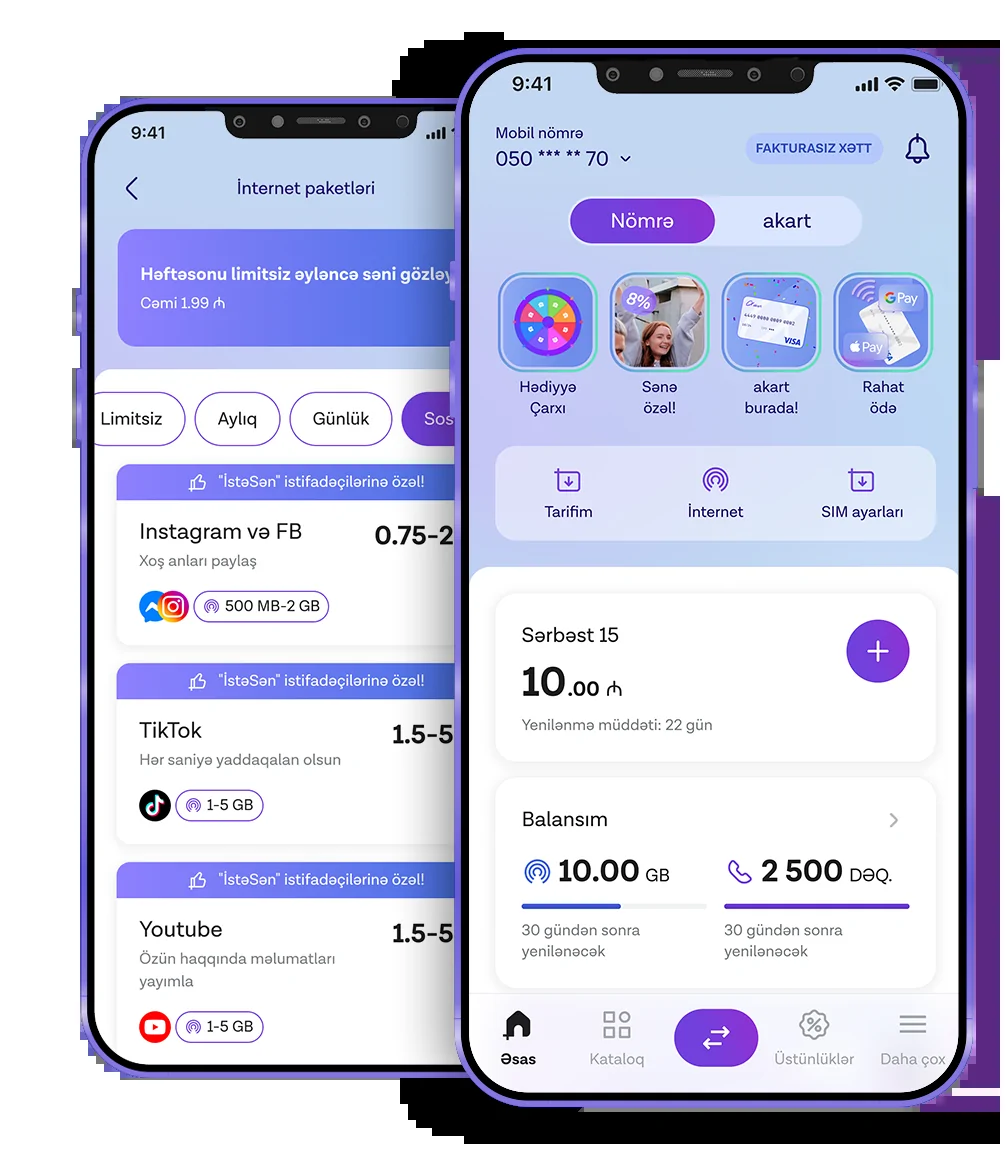 9:41
İnternet paketləri
Həftəsonu limitsiz əyləncə səni gözləy
Cəmi 1.99 ₼
Limitsiz
Aylıq
Günlük
Sos
"İstəSən" istifadəçilərinə özəl!
Instagram və FB
0.75-2
Xoş anları paylaş
500 MB-2 GB
"İstəSən" istifadəçilərinə özəl!
TikTok
1.5-5
Hər saniyə yaddaqalan olsun
1-5 GB
"İstəSən" istifadəçilərinə özəl!
Youtube
1.5-5
Özün haqqında məlumatları
yayımla
1-5 GB
9:41
Mobil nömrə
050 *** ** 70
FAKTURASIZ XƏTT
Nömrə
akart
8%
VISA
G Pay
Pay
Hədiyyə
Çarxı
Sənə
özəl!
akart
burada!
Rahat
ödə
Tarifim
İnternet
SIM ayarları
Sərbəst 15
10.00 ₼
Yenilənmə müddəti: 22 gün
Balansım
10.00 GB
2 500 DƏQ.
30 gündən sonra
yenilənəcək
30 gündən sonra
yenilənəcək
Əsas
Kataloq
Üstünlüklər
Daha çox